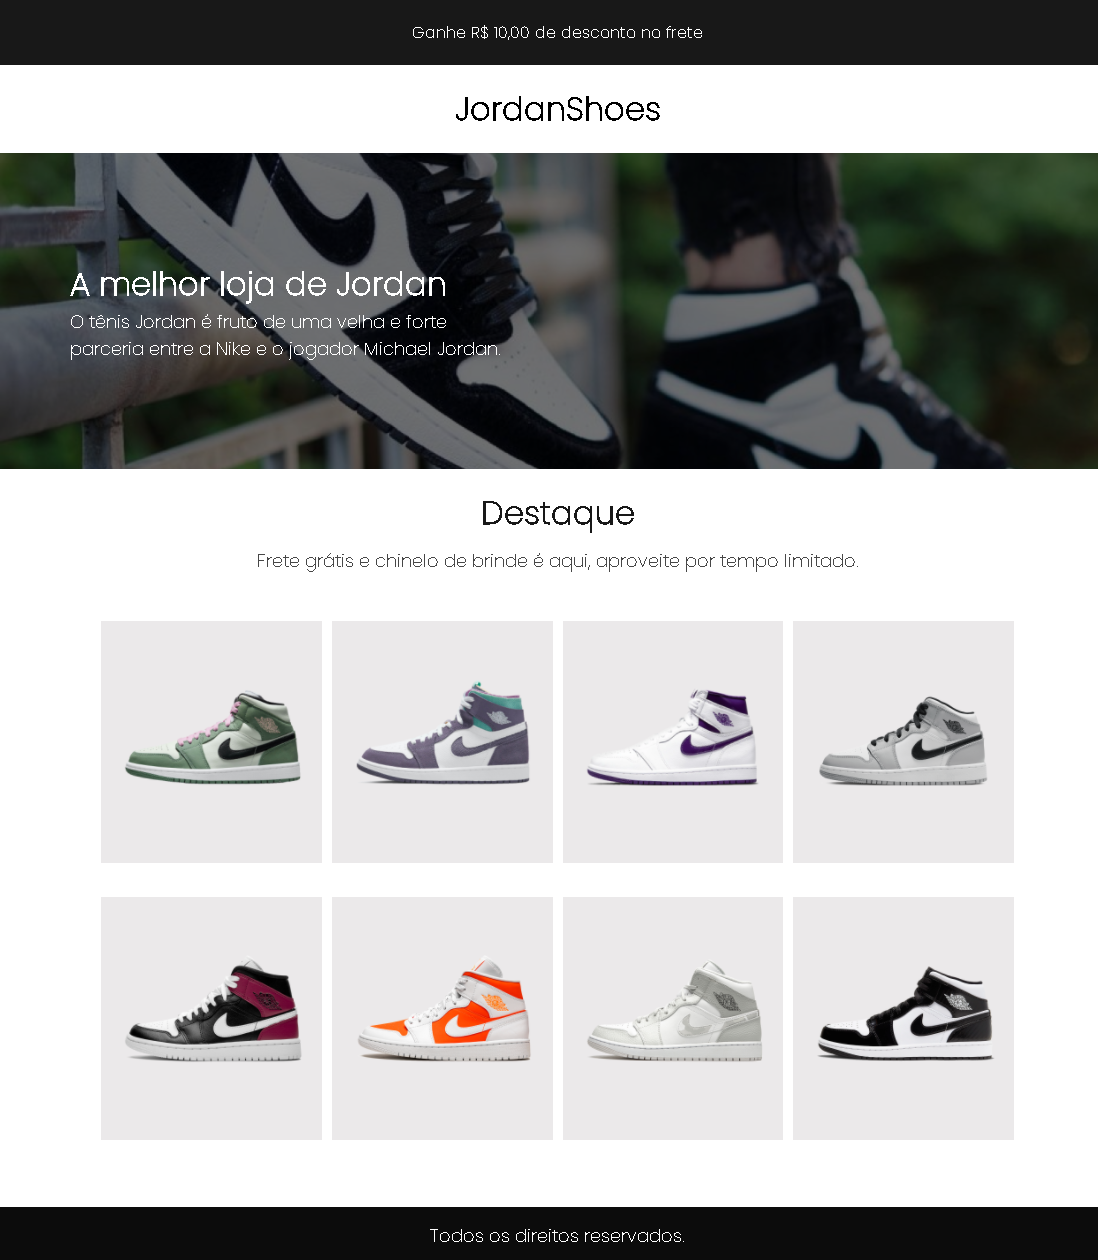 Ganhe R$ 10,00 de desconto no frete
JordanShoes
A melhor loja de Jordan
O tênis Jordan é fruto de uma velha e forte
parceria entre a Nike e o jogador Michael Jordan.
Destaque
Frete grátis e chinelo de brinde é aqui, aproveite por tempo limitado.
Todos os direitos reservados.